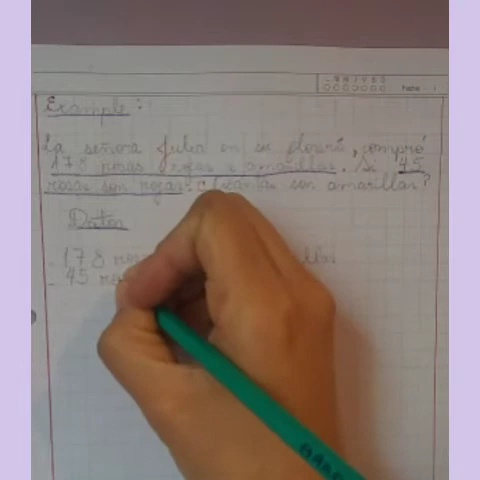 Example:
La señora Julia en su florería, compró
178 rosas rojas y amarillas. Si 45
rosas son rojas. ¿Cuántas son amarillas?
Datos
- 178
- 45